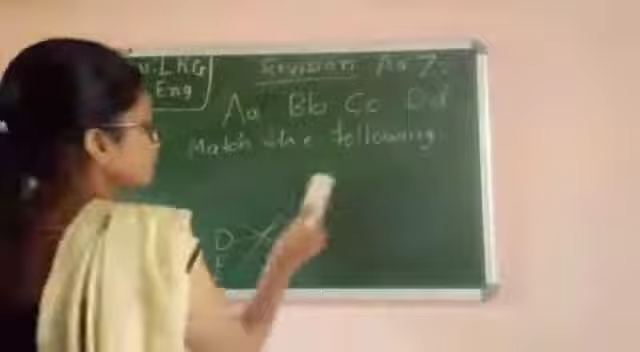 LKG
Eng
Revision A to Z
Aa Bb Cc Dd
Match the following
D